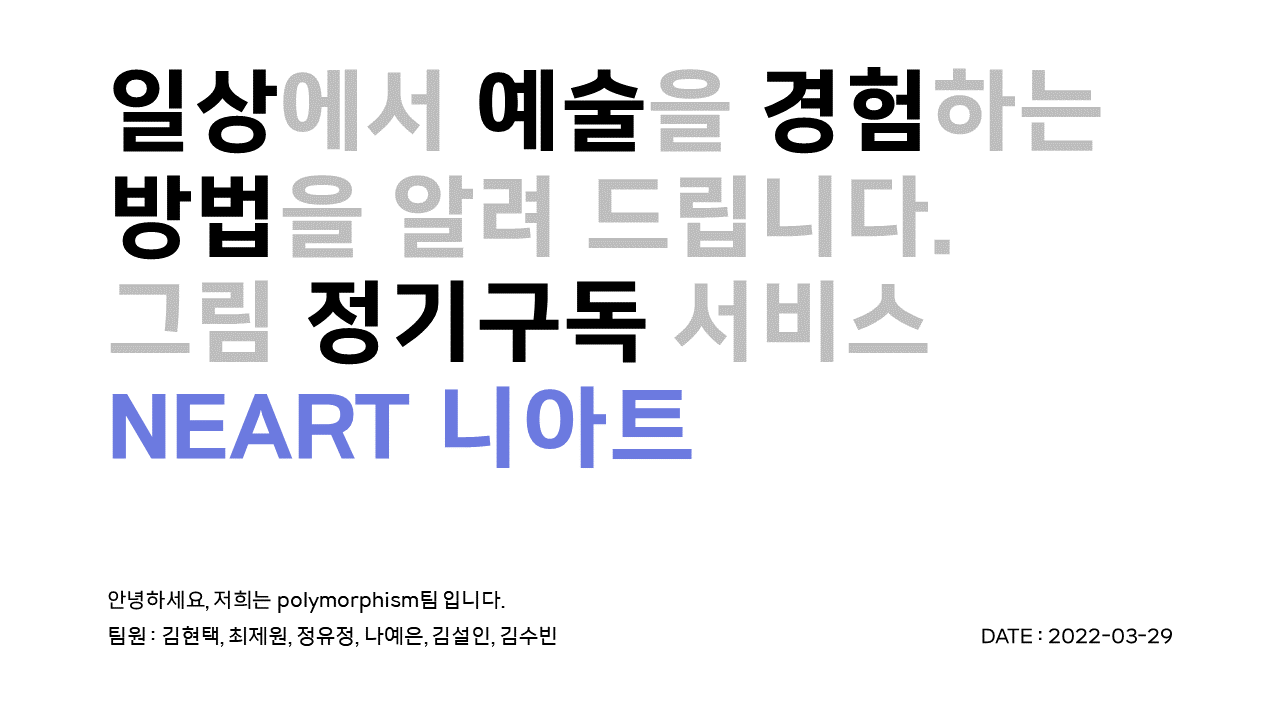 일상에서 예술을 경험하는
방법을 알려 드립니다.
그림 정기구독 서비스
NEART 니아트
안녕하세요, 저희는 polymorphism팀 입니다.
팀원 : 김현택, 최제원, 정유정, 나예은, 김설인, 김수빈
DATE : 2022-03-29